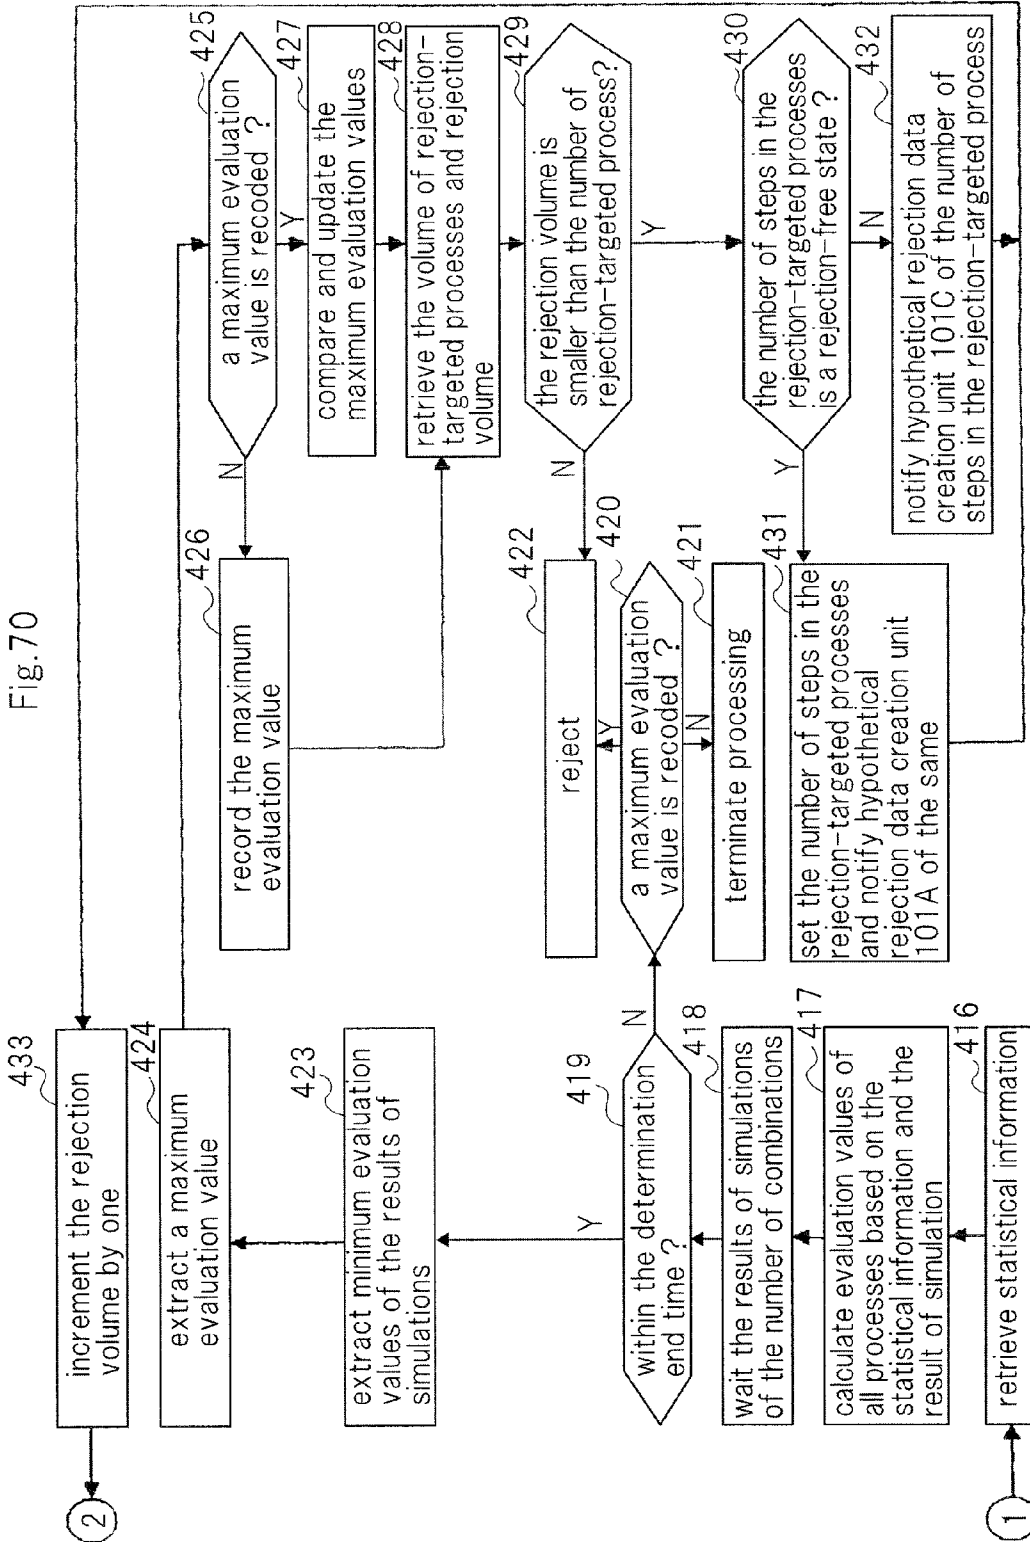 Fig.70
1
416
retrieve statistical information
417
calculate evaluation values of
all processes based on the
statistical information and the
result of simulation
418
wait the results of simulations
of the number of combinations
419
within the determination
end time ?
Y
N
423
extract minimum evaluation
values of the results of
simulations
424
extract a maximum
evaluation value
433
increment the rejection
volume by one
2
420
a maximum evaluation
value is recoded ?
Y
N
422
reject
421
terminate processing
425
a maximum evaluation
value is recoded ?
Y
N
426
record the maximum
evaluation value
427
compare and update the
maximum evaluation values
428
retrieve the volume of rejection-
targeted processes and rejection
volume
429
the rejection volume is
smaller than the number of
rejection-targeted process?
N
Y
430
the number of steps in the
rejection-targeted processes
is a rejection-free state ?
Y
N
431
set the number of steps in the
rejection-targeted processes
and notify hypothetical
rejection data creation unit
101A of the same
432
notify hypothetical rejection data
creation unit 101C of the number of
steps in the rejection-targeted process